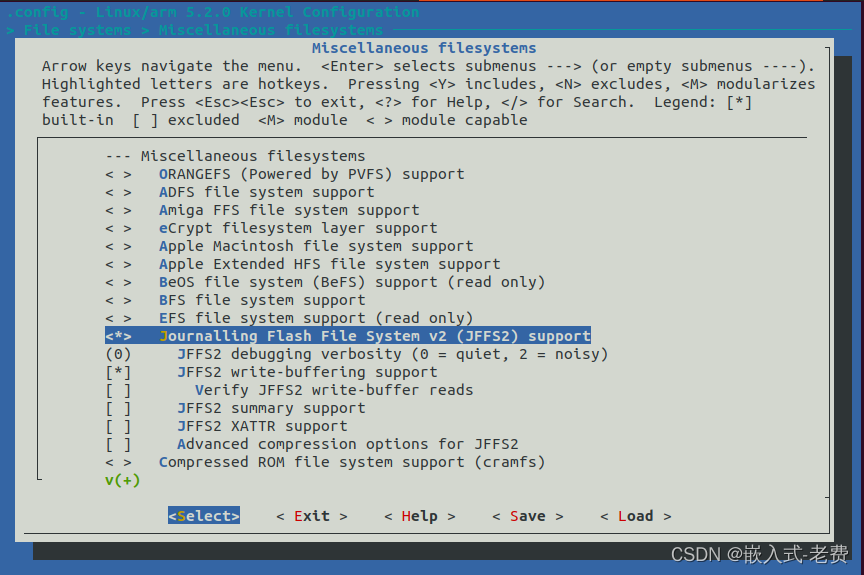 .config - Linux/arm 5.2.0 Kernel Configuration
> File systems > Miscellaneous filesystems
Miscellaneous filesystems
Arrow keys navigate the menu.  <Enter> selects submenus ---> (or empty submenus ----).
Highlighted letters are hotkeys.  Pressing <Y> includes, <N> excludes, <M> modularizes
features.  Press <Esc><Esc> to exit, <?> for Help, </> for Search.  Legend: [*]
built-in  [ ] excluded  <M> module  < > module capable
--- Miscellaneous filesystems
< >   ORANGEFS (Powered by PVFS) support
< >   ADFS file system support
< >   Amiga FFS file system support
< >   eCrypt filesystem layer support
< >   Apple Macintosh file system support
< >   Apple Extended HFS file system support
< >   BeOS file system (BeFS) support (read only)
< >   BFS file system support
< >   EFS file system support (read only)
<*>   Journalling Flash File System v2 (JFFS2) support
(0)     JFFS2 debugging verbosity (0 = quiet, 2 = noisy)
[*]     JFFS2 write-buffering support
[ ]       Verify JFFS2 write-buffer reads
[ ]     JFFS2 summary support
[ ]     JFFS2 XATTR support
[ ]     Advanced compression options for JFFS2
< >   Compressed ROM file system support (cramfs)
v(+)
<Select>    < Exit >    < Help >    < Save >    < Load >
CSDN @嵌入式-老费